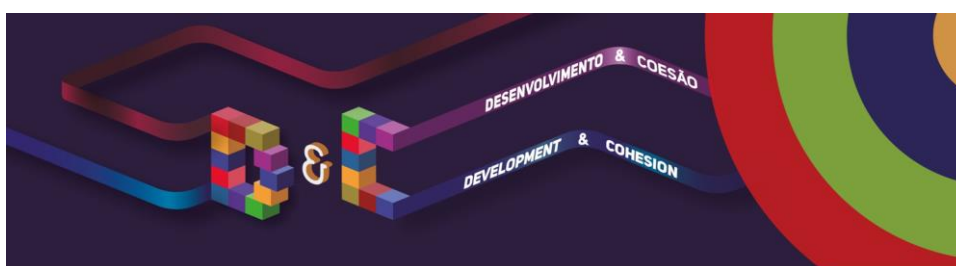 D & C
DESENVOLVIMENTO & COESÃO
DEVELOPMENT & COHESION